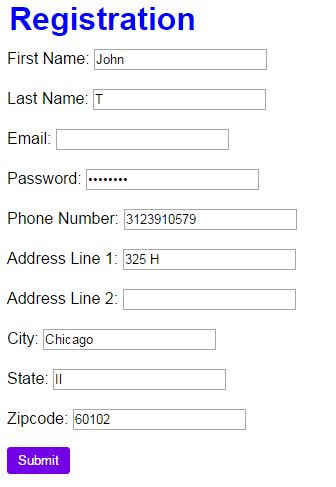 Registration
First Name: John
Last Name: T
Email:
Password: ••••••••
Phone Number: 3123910579
Address Line 1: 325 H
Address Line 2:
City: Chicago
State: Il
Zipcode: 60102
Submit